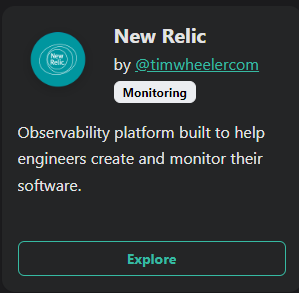 New
Relic.
New Relic
by @timwheelercom
Monitoring
Observability platform built to help
engineers create and monitor their
software.
Explore